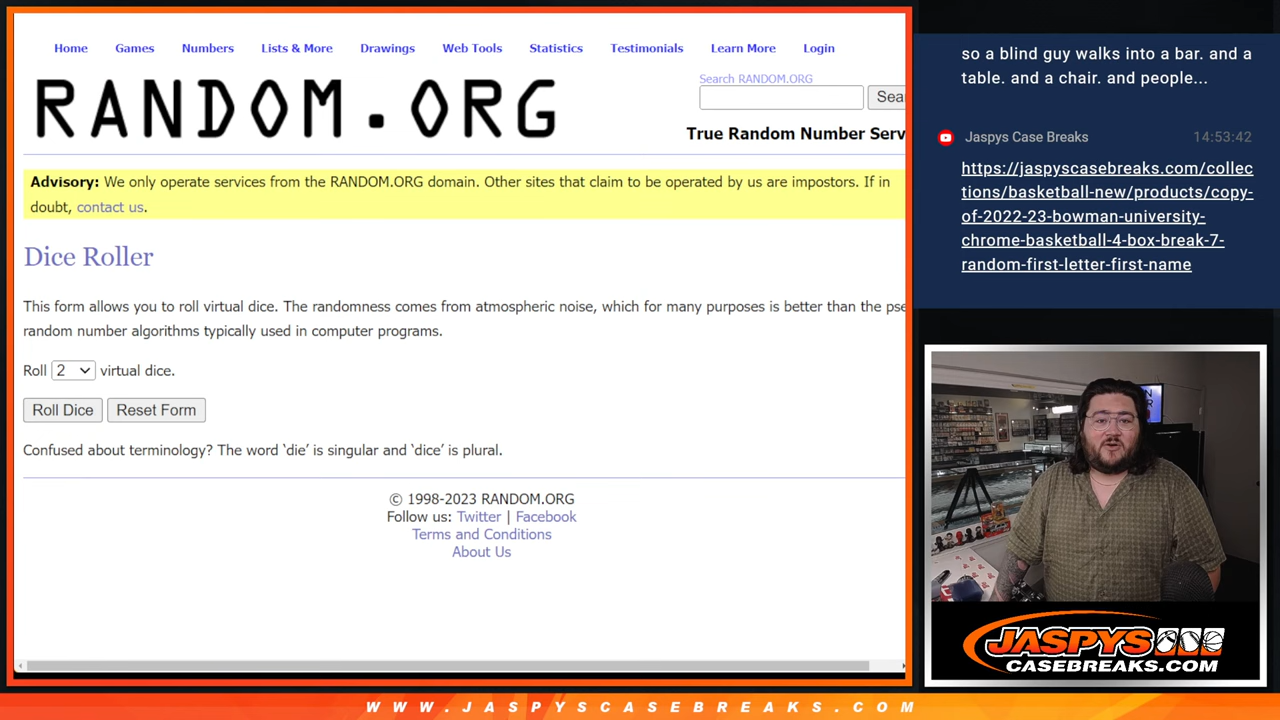 Home Games Numbers Lists & More Drawings Web Tools Statistics Testimonials Learn More Login
RANDOM.ORG
Search RANDOM.ORG
True Random Number Serv
Advisory: We only operate services from the RANDOM.ORG domain. Other sites that claim to be operated by us are impostors. If in
doubt, contact us.
Dice Roller
This form allows you to roll virtual dice. The randomness comes from atmospheric noise, which for many purposes is better than the pse
random number algorithms typically used in computer programs.
Roll 2 virtual dice.
Roll Dice Reset Form
Confused about terminology? The word ‘die’ is singular and ‘dice’ is plural.
© 1998-2023 RANDOM.ORG
Follow us: Twitter | Facebook
Terms and Conditions
About Us
so a blind guy walks into a bar. and a
table. and a chair. and people...
Jaspys Case Breaks 14:53:42
https://jaspyscasebreaks.com/collec
tions/basketball-new/products/copy-
of-2022-23-bowman-university-
chrome-basketball-4-box-break-7-
random-first-letter-first-name
JASPYS
CASEBREAKS.COM
WWW.JASPYSCASEBREAKS.COM